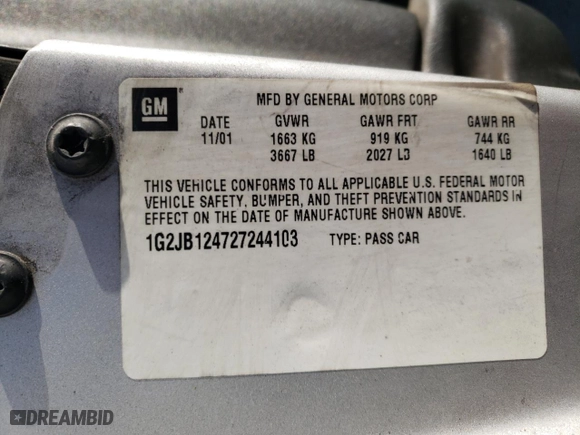 GM
MFD BY GENERAL MOTORS CORP
DATE GVWR GAWR FRT GAWR RR
11/01 1663 KG 919 KG 744 KG
3667 LB 2027 LB 1640 LB
THIS VEHICLE CONFORMS TO ALL APPLICABLE U.S. FEDERAL MOTOR
VEHICLE SAFETY, BUMPER, AND THEFT PREVENTION STANDARDS IN
EFFECT ON THE DATE OF MANUFACTURE SHOWN ABOVE.
1G2JB124727244103 TYPE: PASS CAR
DREAMBID